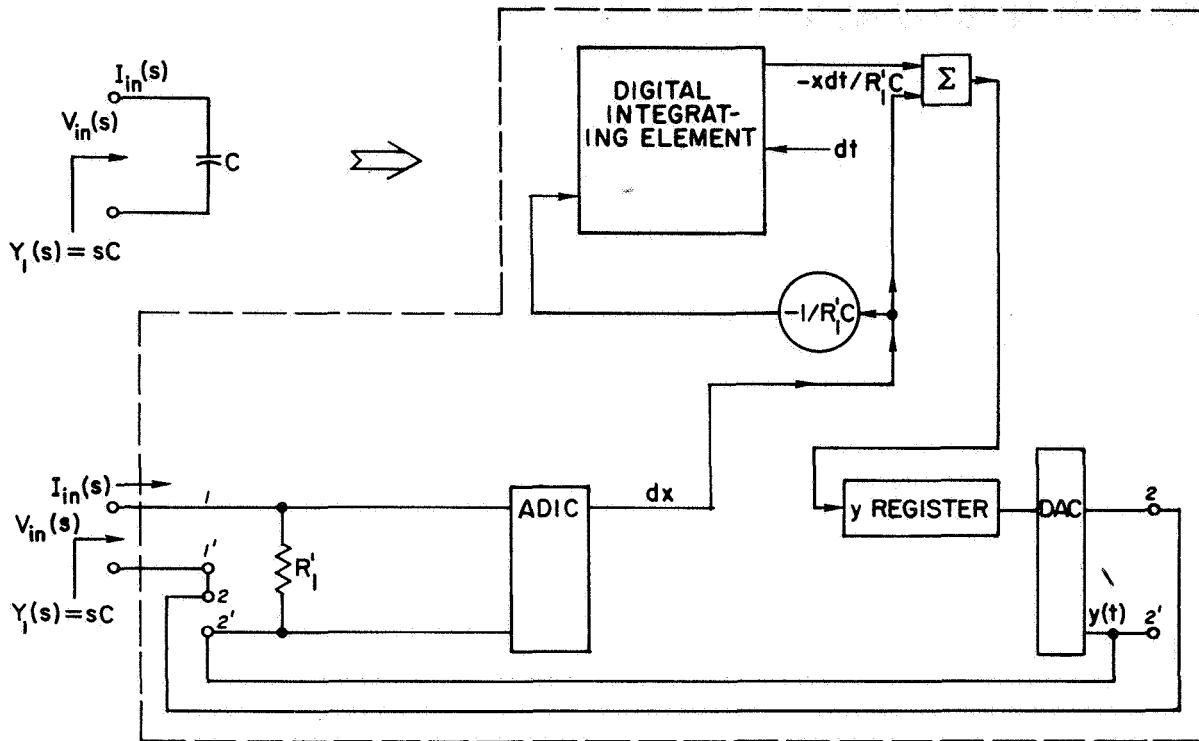 I_in(s)
V_in(s)
C
Y_1(s) = sC
DIGITAL
INTEGRAT-
ING ELEMENT
-xdt/R'_1C
Σ
dt
-1/R'_1C
I_in(s)
1
V_in(s)
1'
2
2'
Y_1(s) = sC
R'_1
ADIC
dx
y REGISTER
DAC
2
y(t)
2'